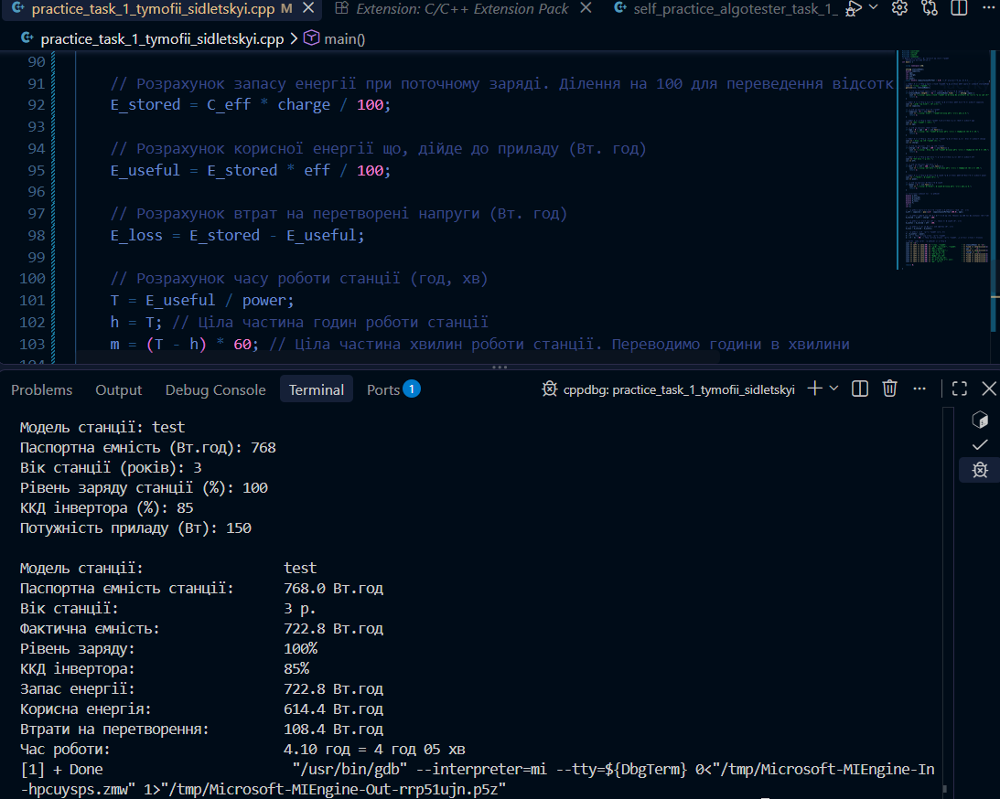 practice_task_1_tymofii_sidletskyi.cpp M Extension: C/C++ Extension Pack self_practice_algotester_task_1_
practice_task_1_tymofii_sidletskyi.cpp > main()
90
91 // Розрахунок запасу енергії при поточному заряді. Ділення на 100 для переведення відсотк
92 E_stored = C_eff * charge / 100;
93
94 // Розрахунок корисної енергії що, дійде до приладу (Вт. год)
95 E_useful = E_stored * eff / 100;
96
97 // Розрахунок втрат на перетворені напруги (Вт. год)
98 E_loss = E_stored - E_useful;
99
100 // Розрахунок часу роботи станції (год, хв)
101 T = E_useful / power;
102 h = T; // Ціла частина годин роботи станції
103 m = (T - h) * 60; // Ціла частина хвилин роботи станції. Переводимо години в хвилини
104
Problems Output Debug Console Terminal Ports 1 cppdbg: practice_task_1_tymofii_sidletskyi
Модель станції: test
Паспортна ємність (Вт.год): 768
Вік станції (років): 3
Рівень заряду станції (%): 100
ККД інвертора (%): 85
Потужність приладу (Вт): 150
Модель станції: test
Паспортна ємність станції: 768.0 Вт.год
Вік станції: 3 р.
Фактична ємність: 722.8 Вт.год
Рівень заряду: 100%
ККД інвертора: 85%
Запас енергії: 722.8 Вт.год
Корисна енергія: 614.4 Вт.год
Втрати на перетворення: 108.4 Вт.год
Час роботи: 4.10 год = 4 год 05 хв
[1] + Done "/usr/bin/gdb" --interpreter=mi --tty=${DbgTerm} 0<"/tmp/Microsoft-MIEngine-In
-hpcuysps.zmw" 1>"/tmp/Microsoft-MIEngine-Out-rrp51ujn.p5z"